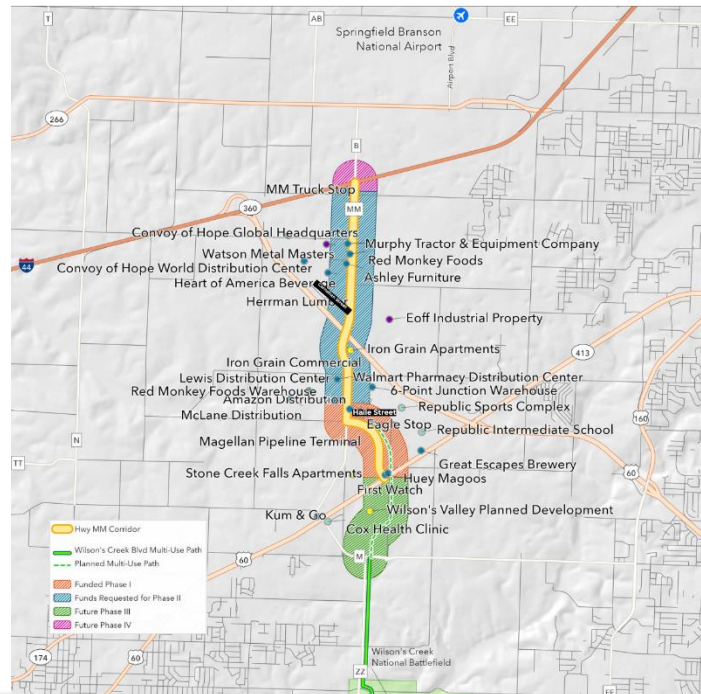 T
AB
EE
Springfield Branson
National Airport
Airport Blvd
266
B
MM Truck Stop
MM
360
Convoy of Hope Global Headquarters
Murphy Tractor & Equipment Company
Watson Metal Masters
Red Monkey Foods
44
Convoy of Hope World Distribution Center
Ashley Furniture
Heart of America Beverage
Herrman Lumber
Eoff Industrial Property
Iron Grain Apartments
413
Iron Grain Commercial
Lewis Distribution Center
Walmart Pharmacy Distribution Center
Red Monkey Foods Warehouse
6-Point Junction Warehouse
Amazon Distribution
Haile Street
Republic Sports Complex
McLane Distribution
Eagle Stop
160
Republic Intermediate School
N
Magellan Pipeline Terminal
TT
Great Escapes Brewery
60
Stone Creek Falls Apartments
Huey Magoos
First Watch
Wilson's Valley Planned Development
Kum & Go
Cox Health Clinic
Hwy MM Corridor
Wilson's Creek Blvd Multi-Use Path
Planned Multi-Use Path
Funded Phase I
Funds Requested for Phase II
Future Phase III
Future Phase IV
60
M
174
60
Wilson's Creek
National Battlefield
ZZ
FF